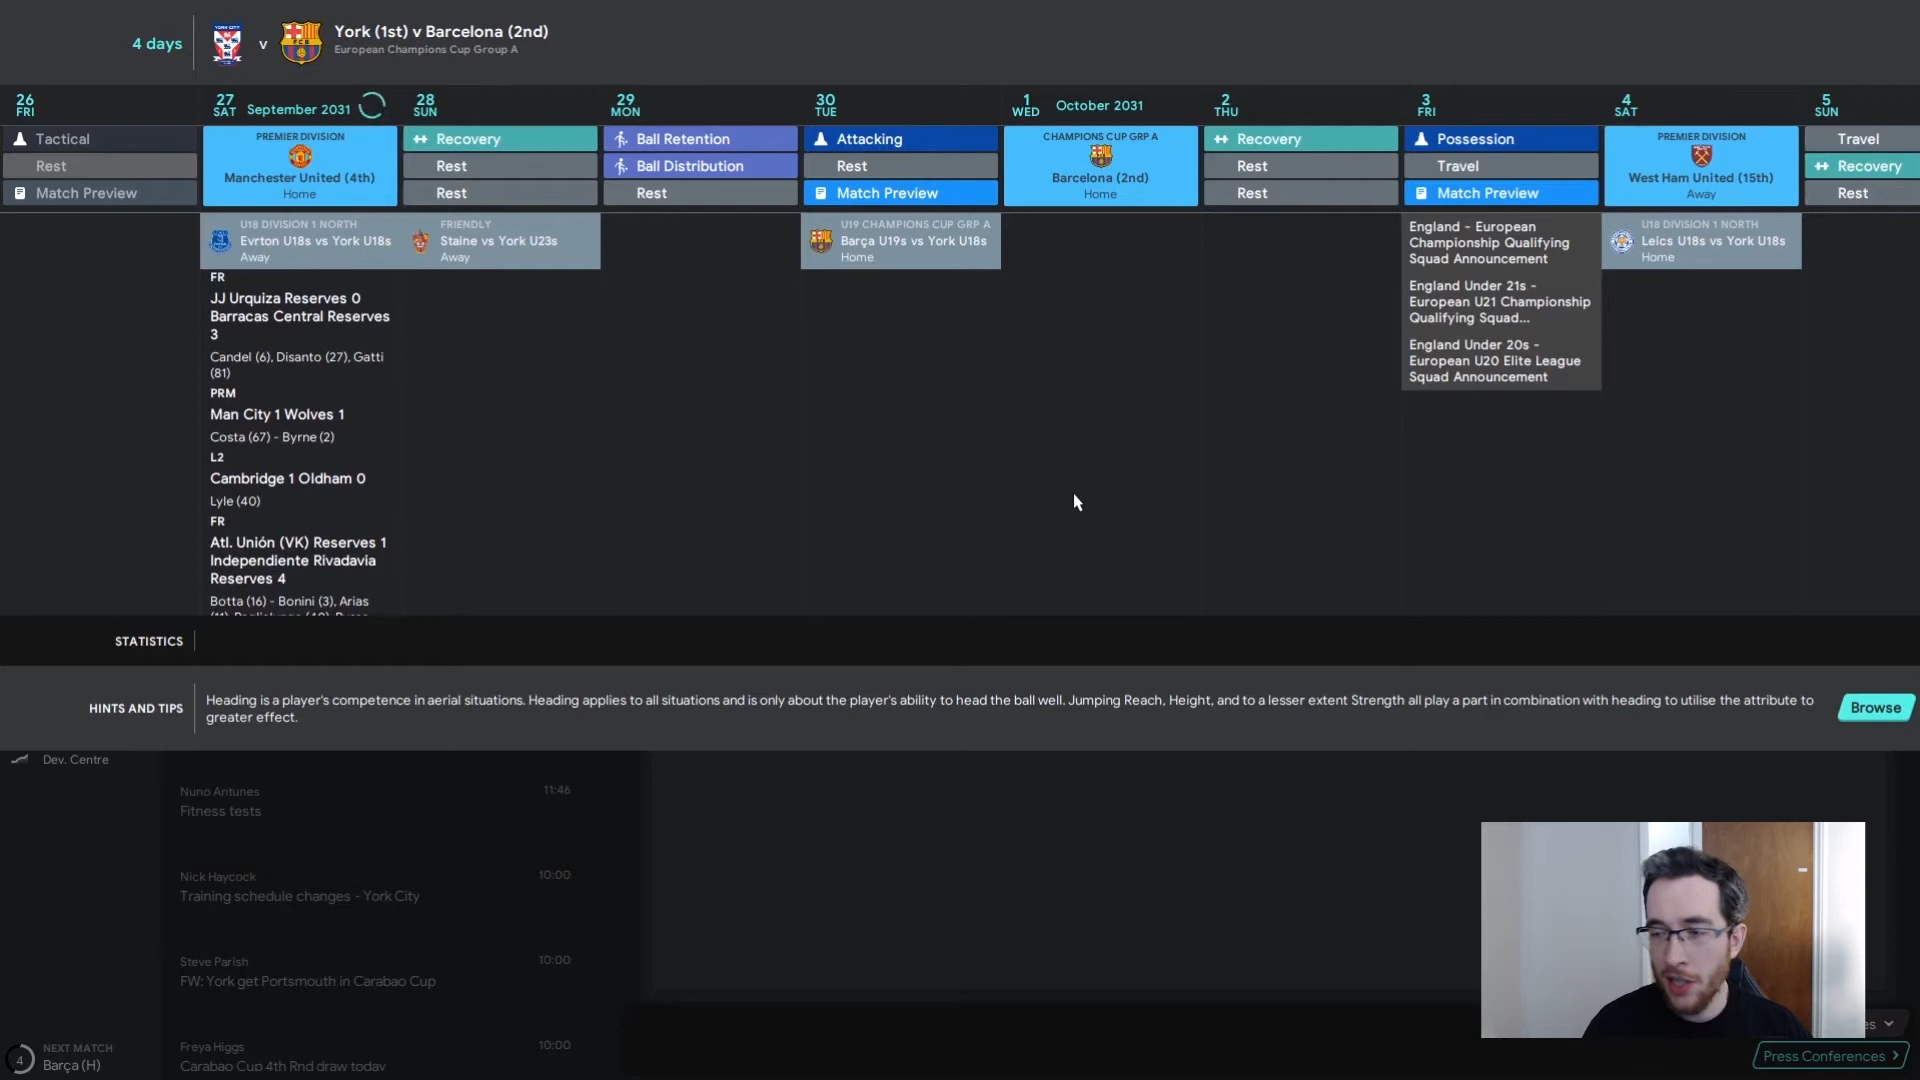 4 days
v
York (1st) v Barcelona (2nd)
European Champions Cup Group A
26
FRI
27
SAT
September 2031
28
SUN
29
MON
30
TUE
1
WED
October 2031
2
THU
3
FRI
4
SAT
5
SUN
Tactical
Rest
Match Preview
PREMIER DIVISION
Manchester United (4th)
Home
Recovery
Rest
Rest
Ball Retention
Ball Distribution
Rest
Attacking
Rest
Match Preview
CHAMPIONS CUP GRP A
Barcelona (2nd)
Home
Recovery
Rest
Rest
Possession
Travel
Match Preview
PREMIER DIVISION
West Ham United (15th)
Away
Travel
Recovery
Rest
U18 DIVISION 1 NORTH
Evrton U18s vs York U18s
Away
FRIENDLY
Staine vs York U23s
Away
U19 CHAMPIONS CUP GRP A
Barça U19s vs York U18s
Home
England - European
Championship Qualifying
Squad Announcement
England Under 21s -
European U21 Championship
Qualifying Squad...
England Under 20s -
European U20 Elite League
Squad Announcement
U18 DIVISION 1 NORTH
Leics U18s vs York U18s
Home
FR
JJ Urquiza Reserves 0
Barracas Central Reserves
3
Candel (6), Disanto (27), Gatti
(81)
PRM
Man City 1 Wolves 1
Costa (67) - Byrne (2)
L2
Cambridge 1 Oldham 0
Lyle (40)
FR
Atl. Unión (VK) Reserves 1
Independiente Rivadavia
Reserves 4
Botta (16) - Bonini (3), Arias
STATISTICS
HINTS AND TIPS
Heading is a player's competence in aerial situations. Heading applies to all situations and is only about the player's ability to head the ball well. Jumping Reach, Height, and to a lesser extent Strength all play a part in combination with heading to utilise the attribute to
greater effect.
Browse
Dev. Centre
Nuno Antunes
11:46
Fitness tests
Nick Haycock
10:00
Training schedule changes - York City
Steve Parish
10:00
FW: York get Portsmouth in Carabao Cup
Freya Higgs
10:00
Carabao Cup 4th Rnd draw today
4
NEXT MATCH
Barça (H)
Press Conferences